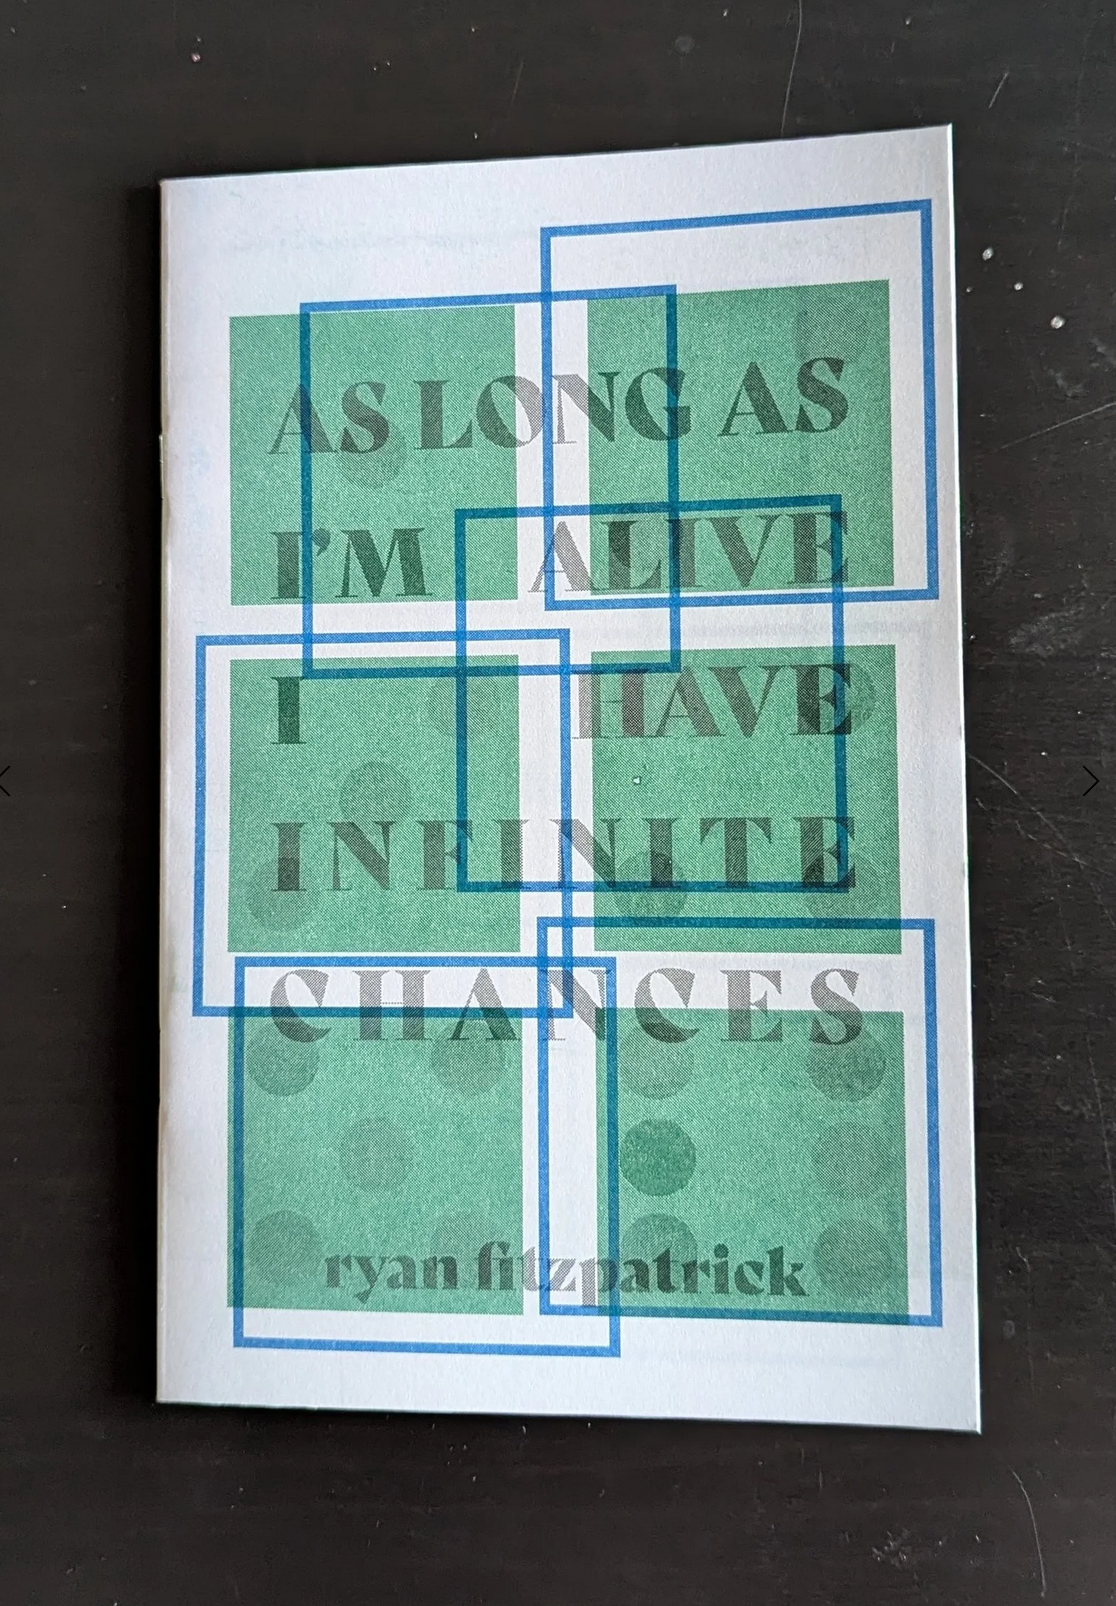 AS LONG AS
I'M ALIVE
I HAVE
INFINITE
CHANCES
ryan fitzpatrick